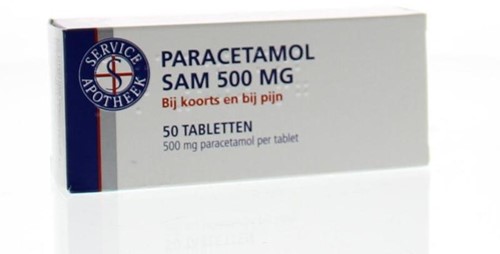 SERVICE
APOTHEEK
PARACETAMOL
SAM 500 MG
Bij koorts en bij pijn
50 TABLETTEN
500 mg paracetamol per tablet